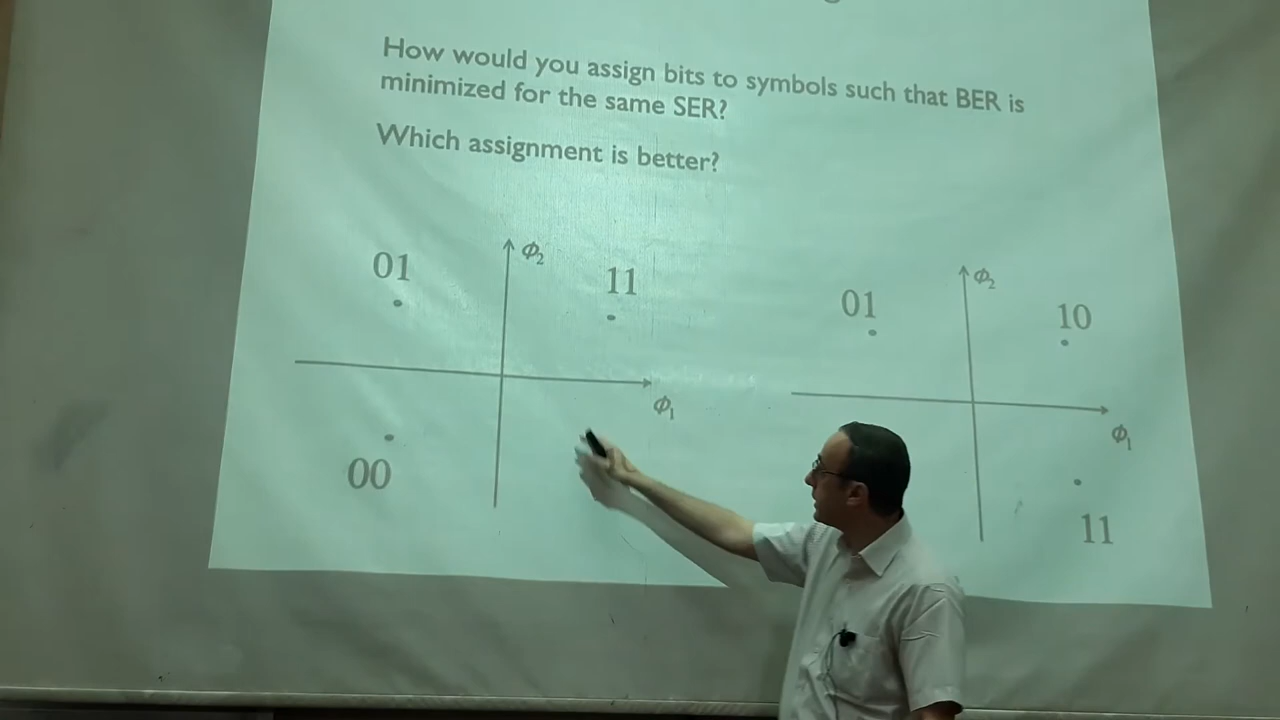 How would you assign bits to symbols such that BER is
minimized for the same SER?
Which assignment is better?
Φ₂
01
11
Φ₁
00
Φ₂
01
10
Φ₁
11